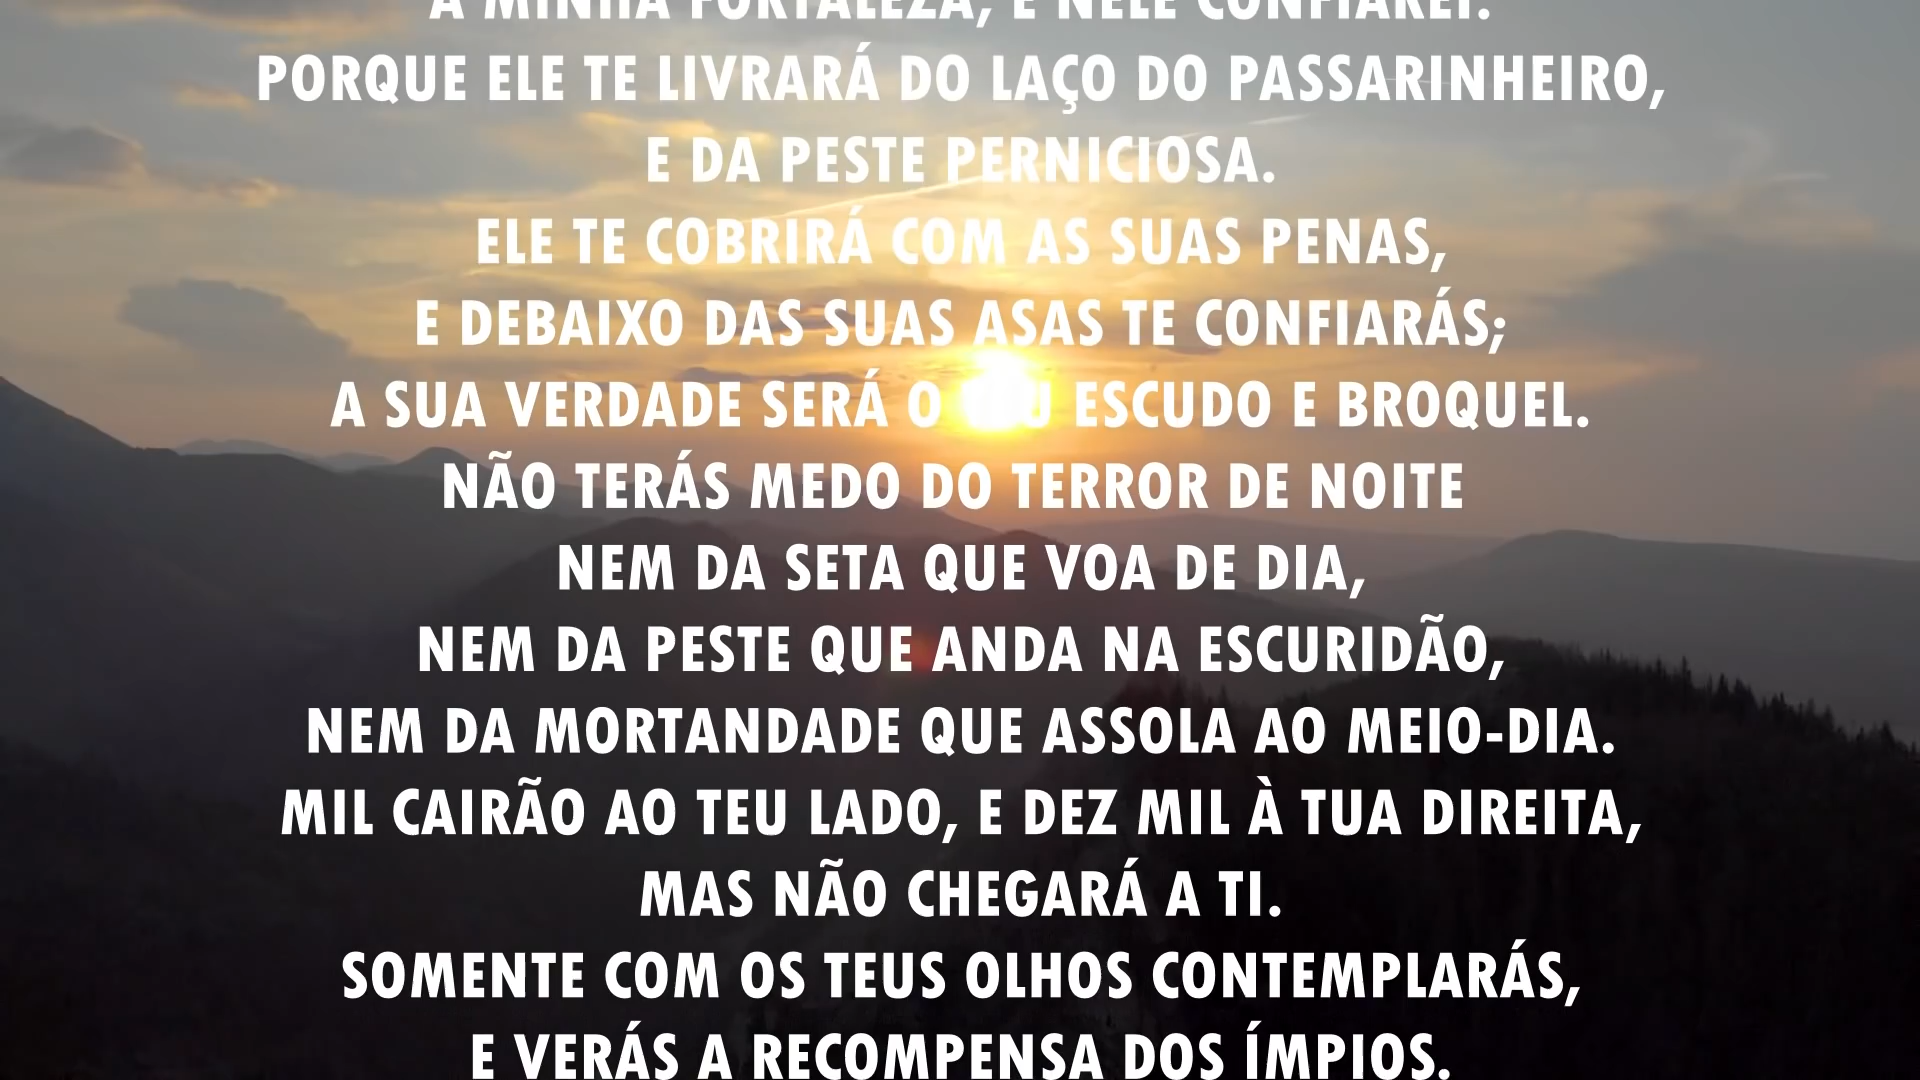 A MINHA FORTALEZA, E NELE CONFIAREI.
PORQUE ELE TE LIVRARÁ DO LAÇO DO PASSARINHEIRO,
E DA PESTE PERNICIOSA.
ELE TE COBRIRÁ COM AS SUAS PENAS,
E DEBAIXO DAS SUAS ASAS TE CONFIARÁS;
A SUA VERDADE SERÁ O TEU ESCUDO E BROQUEL.
NÃO TERÁS MEDO DO TERROR DE NOITE
NEM DA SETA QUE VOA DE DIA,
NEM DA PESTE QUE ANDA NA ESCURIDÃO,
NEM DA MORTANDADE QUE ASSOLA AO MEIO-DIA.
MIL CAIRÃO AO TEU LADO, E DEZ MIL À TUA DIREITA,
MAS NÃO CHEGARÁ A TI.
SOMENTE COM OS TEUS OLHOS CONTEMPLARÁS,
E VERÁS A RECOMPENSA DOS ÍMPIOS.